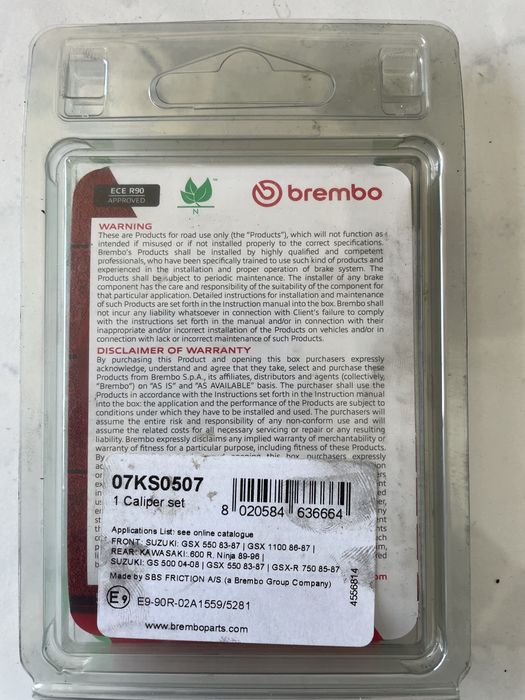 ECE R90
APPROVED
N
™
brembo
WARNING
These are Products for road use only (the "Products"), which will not function as
intended if misused or if not installed properly to the correct specifications.
Brembo's Products shall be installed by highly qualified and competent
professionals, who have been specifically trained to use such kind of products and
experienced in the installation and proper operation of brake system. The
Products shall be subject to periodic maintenance. The installer of any brake
component has the care and responsibility of the suitability of the component for
that particular application. Detailed instructions for installation and maintenance
of such Products are set forth in the Instruction manual into the box. Brembo shall
not incur any liability whatsoever in connection with Client's failure to comply
with the instructions set forth in the manual and/or in connection with their
inappropriate and/or incorrect installation of the Products on vehicles and/or in
connection with lack or incorrect maintenance of such Products.
DISCLAIMER OF WARRANTY
By purchasing this Product and opening this box purchasers expressly
acknowledge, understand and agree that they take, select and purchase these
Products from Brembo S.p.A., its affiliates, distributors and agents (collectively,
"Brembo") on "AS IS" and "AS AVAILABLE" basis. The purchaser shall use the
Products in accordance with the Instructions set forth in the Instruction manual
into the box: the application and the performance of the Products are subject to
conditions under which they have to be installed and used. The purchasers will
assume the entire risk and responsibility of any non-conform use and will
assume the related costs for all necessary servicing or repair or any resulting
liability. Brembo expressly disclaims any implied warranty of merchantability or
warranty of fitness for a particular purpose, including fitness of these Products.
By opening this box purchasers expressly
07KS0507
1 Caliper set
8 020584 636664
Applications List: see online catalogue
FRONT: SUZUKI: GSX 550 83-87 | GSX 1100 86-87 |
REAR: KAWASAKI: 600 R, Ninja 89-96 |
SUZUKI: GS 500 04-08 | GSX 550 83-87 | GSX-R 750 85-87
Made by SBS FRICTION A/S (a Brembo Group Company)
E9 E9-90R-02A1559/5281
www.bremboparts.com
4556814
.com